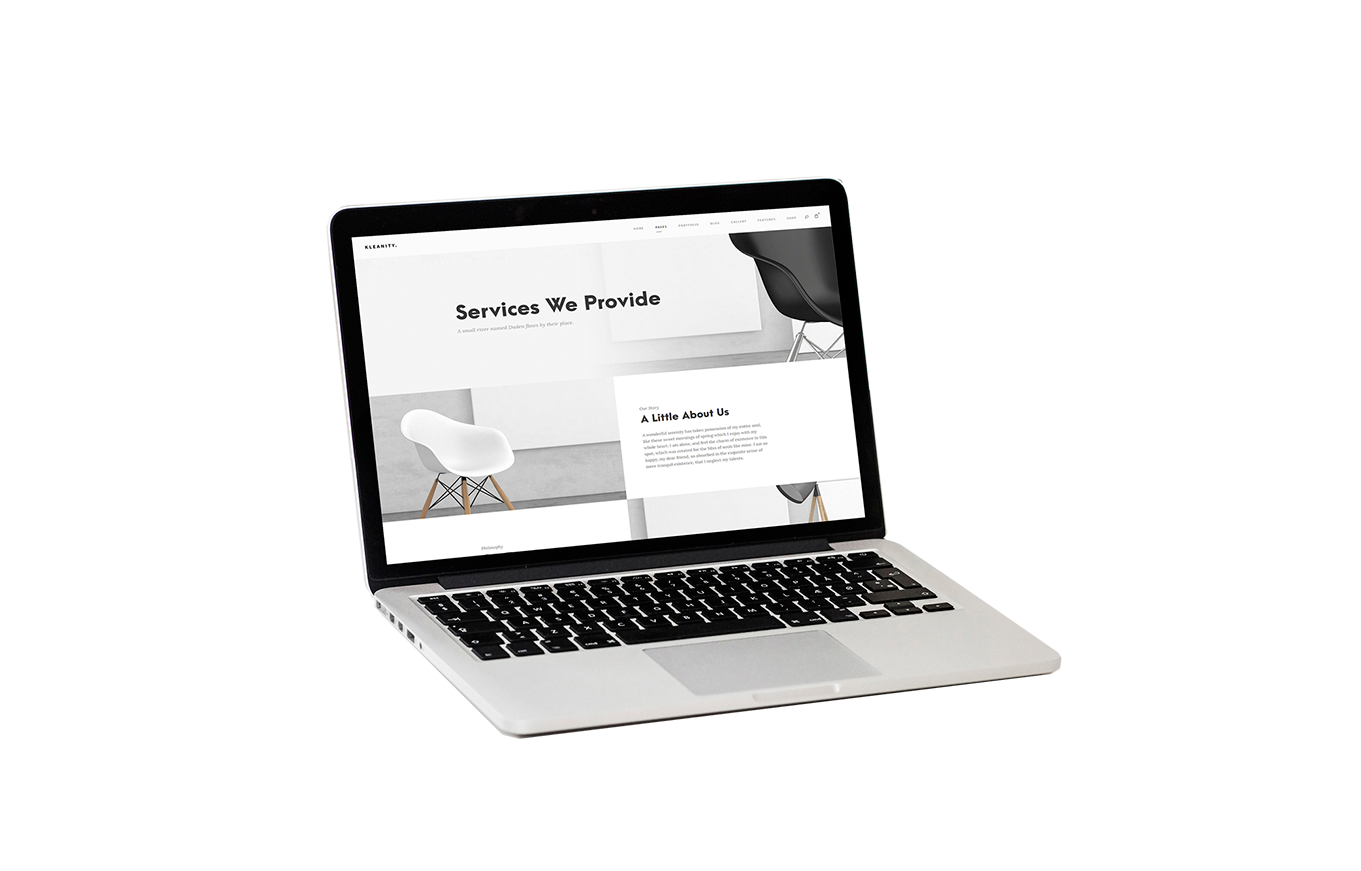 KLEANITY.
HOME PAGES PORTFOLIO BLOG GALLERY FEATURES SHOP
Services We Provide
A small river named Duden flows by their place.
Our Story
A Little About Us
A wonderful serenity has taken possession of my entire soul,
like these sweet mornings of spring which I enjoy with my
whole heart. I am alone, and feel the charm of existence in this
spot, which was created for the bliss of souls like mine. I am so
happy, my dear friend, so absorbed in the exquisite sense of
mere tranquil existence, that I neglect my talents.
Philosophy